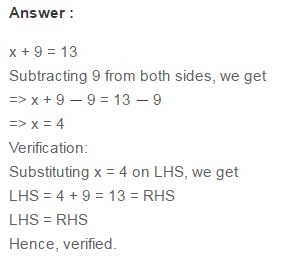 Answer :
x + 9 = 13
Subtracting 9 from both sides, we get
=> x + 9 — 9 = 13 — 9
=> x = 4
Verification:
Substituting x = 4 on LHS, we get
LHS = 4 + 9 = 13 = RHS
LHS = RHS
Hence, verified.